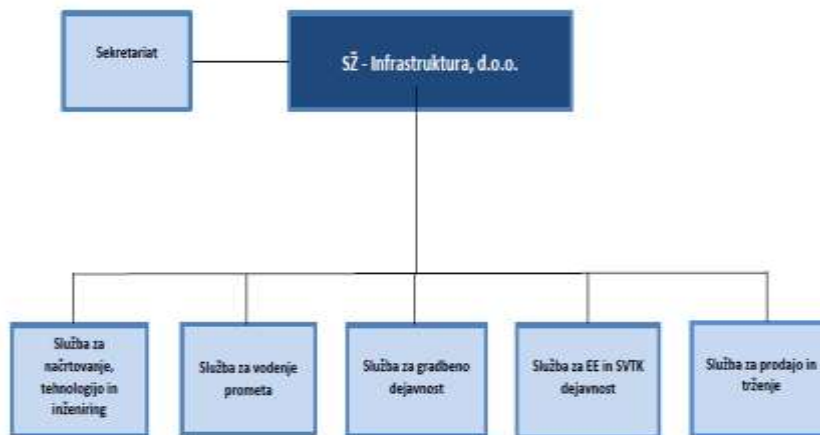 Sekretariat
SŽ - Infrastruktura, d.o.o.
Služba za
načrtovanje,
tehnologijo in
inženiring
Služba za vodenje
prometa
Služba za gradbeno
dejavnost
Služba za EE in SVTK
dejavnost
Služba za prodajo in
trženje